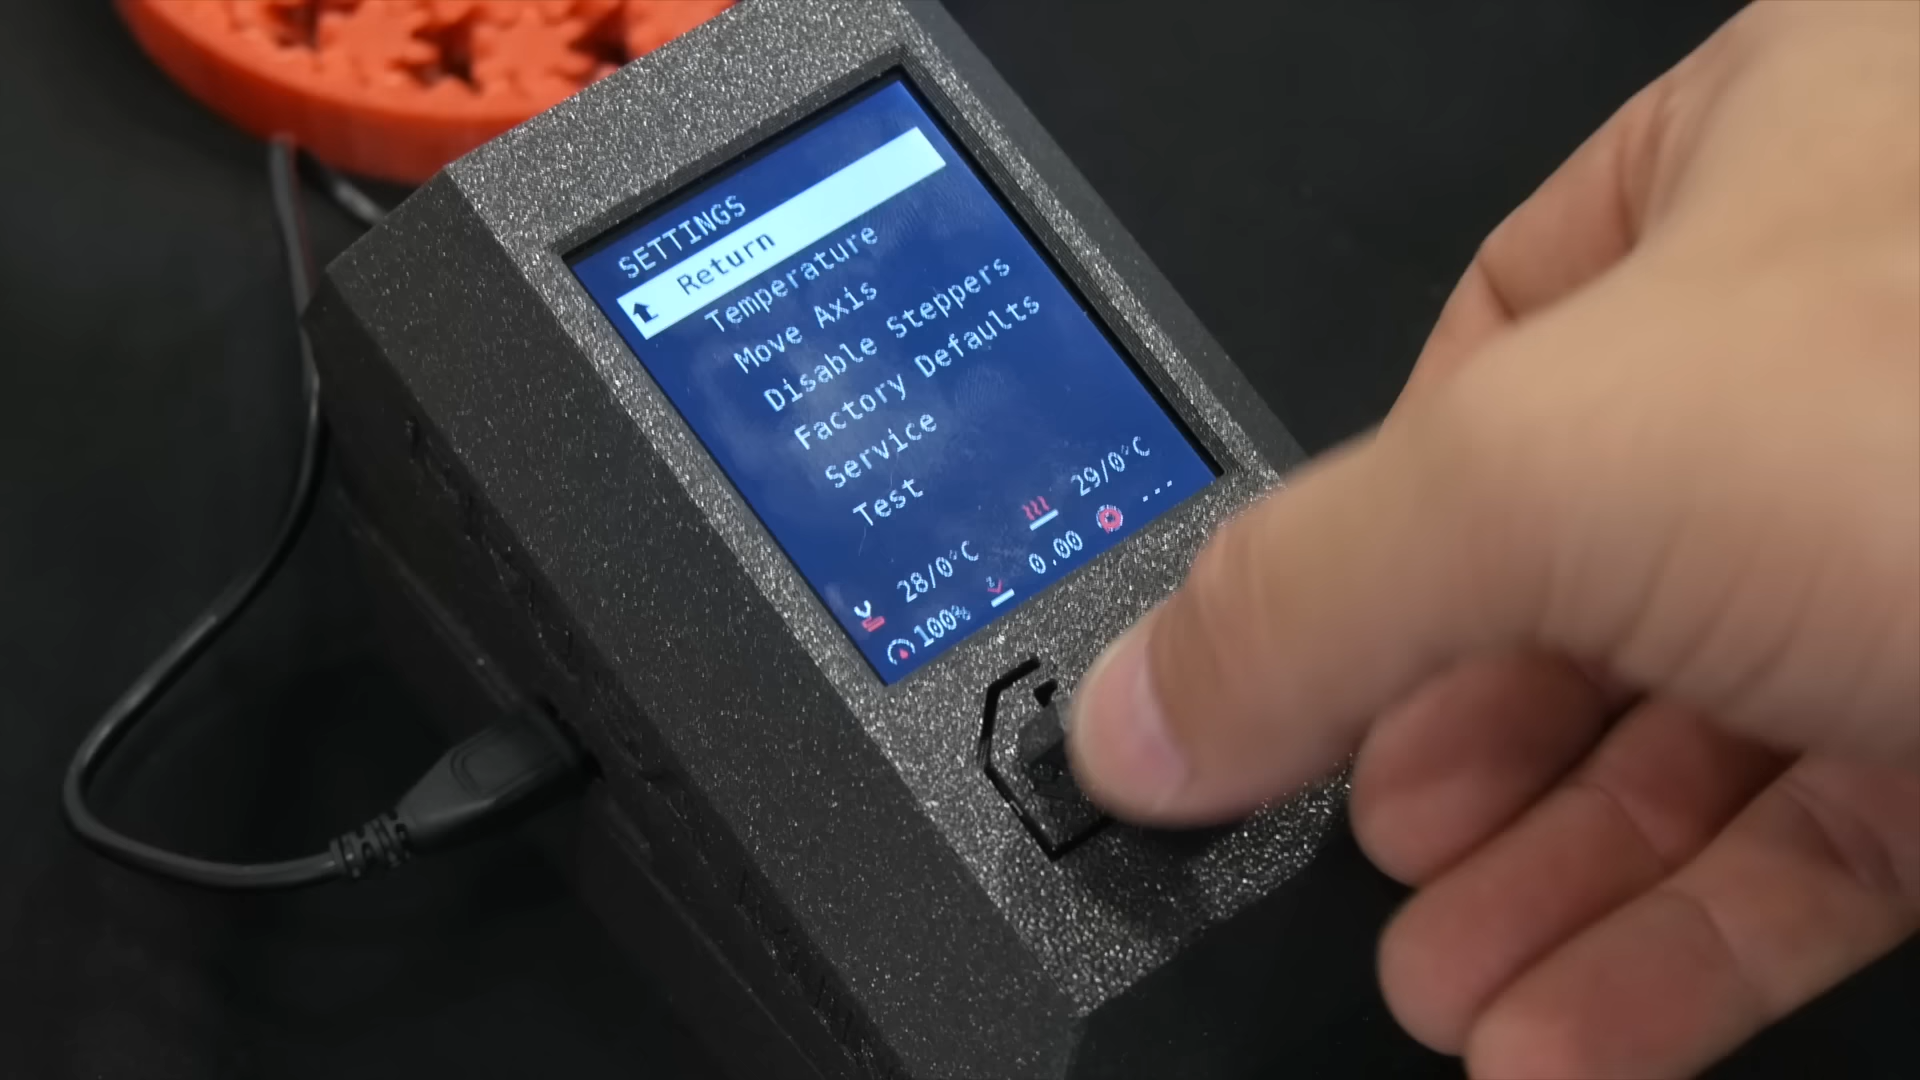 SETTINGS
Return
Temperature
Move Axis
Disable Steppers
Factory Defaults
Service
Test
28/0°C 29/0°C
100% 0.00 ---